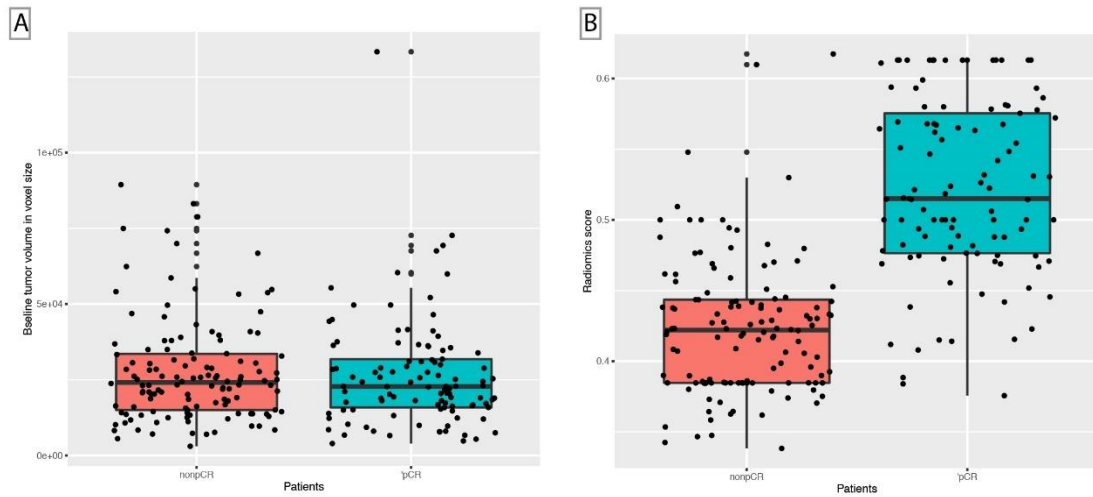 A
Bseline tumor volume in voxel size
1e+05
5e+04
0e+00
nonpCR
'pCR
Patients
B
Radiomics score
0.6
0.5
0.4
nonpCR
'pCR
Patients